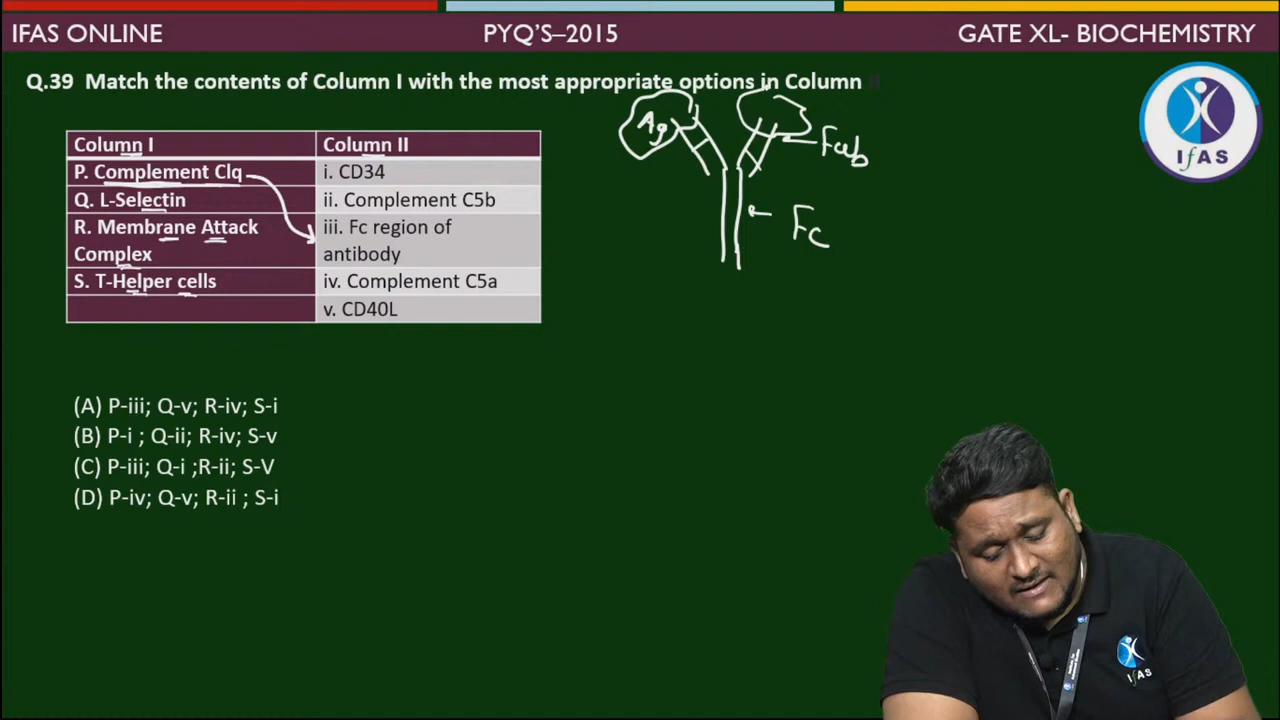 IFAS ONLINE PYQ'S–2015 GATE XL- BIOCHEMISTRY
Q.39 Match the contents of Column I with the most appropriate options in Column II
Column I Column II
P. Complement Clq i. CD34
Q. L-Selectin ii. Complement C5b
R. Membrane Attack iii. Fc region of
Complex antibody
S. T-Helper cells iv. Complement C5a
v. CD40L
Ag
Fab
Fc
(A) P-iii; Q-v; R-iv; S-i
(B) P-i ; Q-ii; R-iv; S-v
(C) P-iii; Q-i ;R-ii; S-V
(D) P-iv; Q-v; R-ii ; S-i
IfAS
IfAS